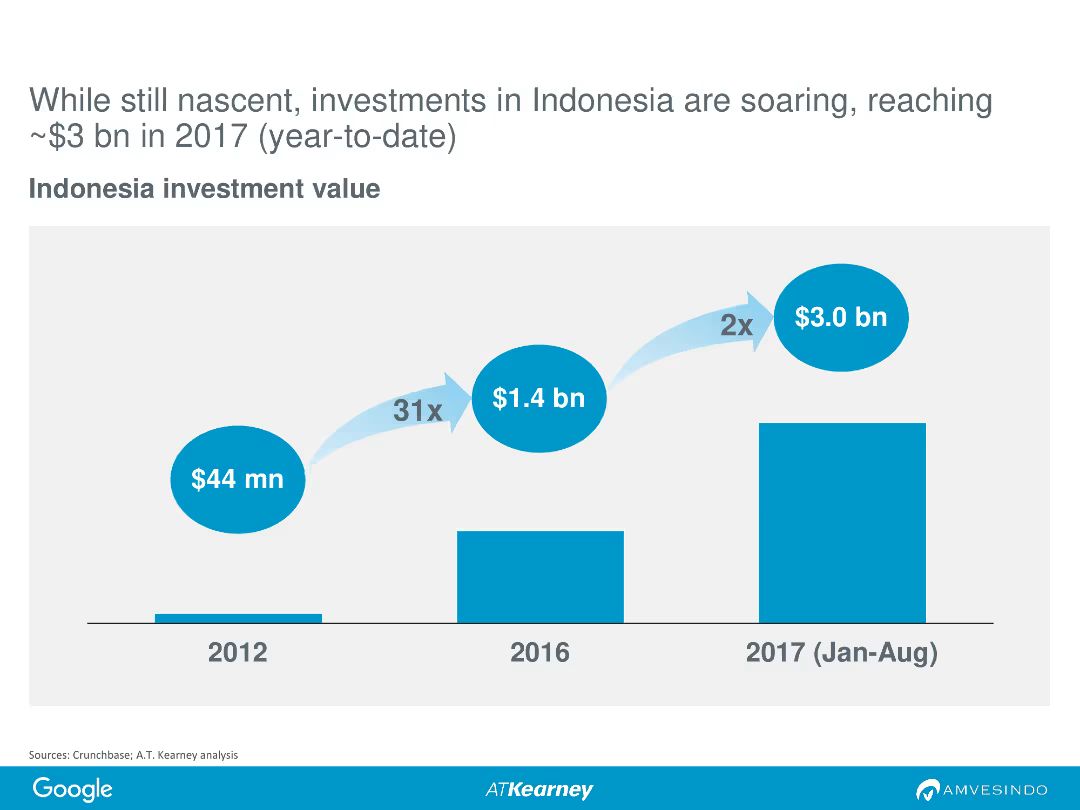 While still nascent, investments in Indonesia are soaring, reaching
~$3 bn in 2017 (year-to-date)
Indonesia investment value
$3.0 bn
2x
$1.4 bn
31x
$44 mn
2012
2016
2017 (Jan-Aug)
Sources: Crunchbase; A.T. Kearney analysis
Google
ATKearney
AMVESINDO